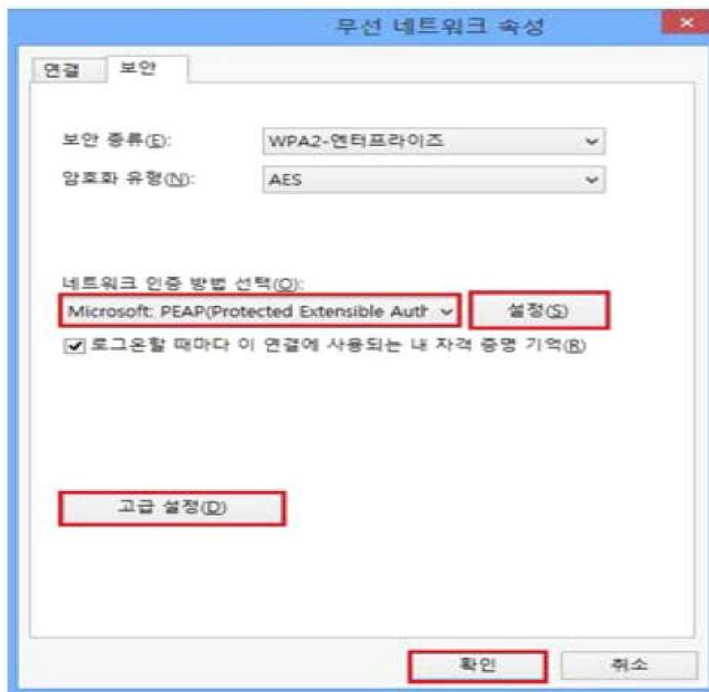 무선 네트워크 속성
연결 보안
보안 종류(E): WPA2-엔터프라이즈
암호화 유형(N): AES
네트워크 인증 방법 선택(O):
Microsoft: PEAP(Protected Extensible Auth 설정(S)
로그온할 때마다 이 연결에 사용되는 내 자격 증명 기억(R)
고급 설정(D)
확인 취소